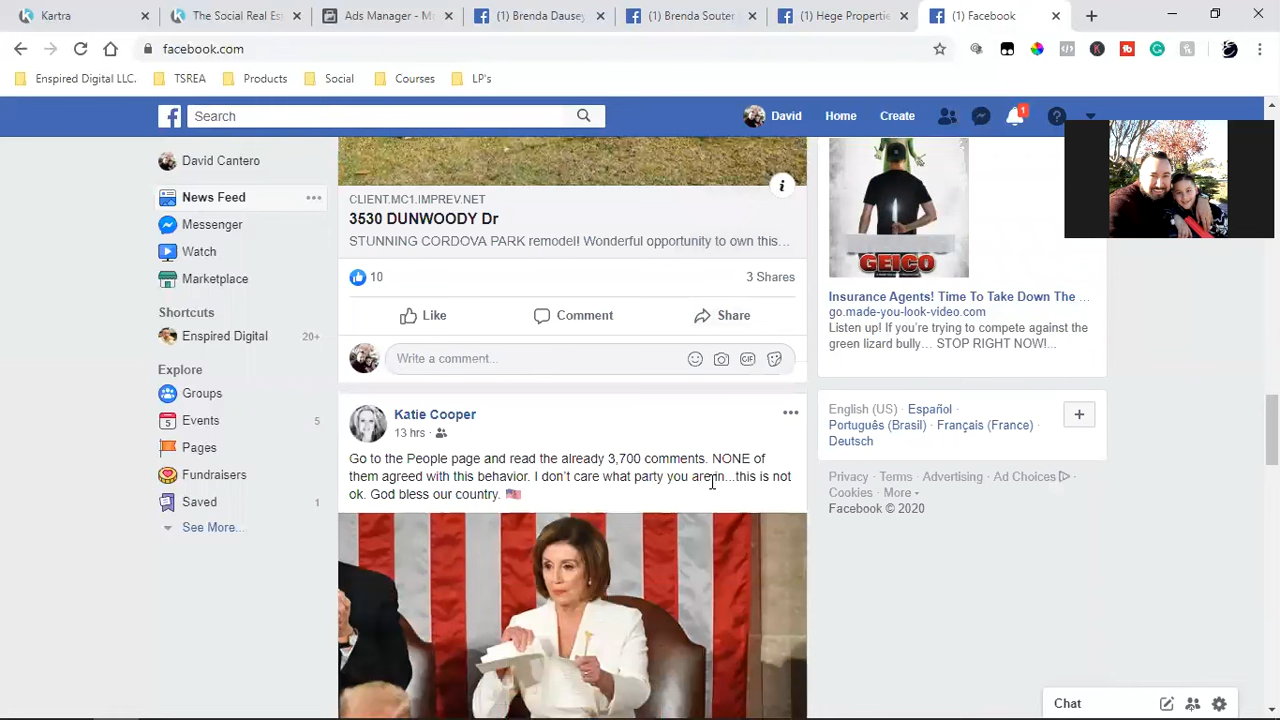 Kartra
The Social Real Est
Ads Manager - M
(1) Brenda Dausey
(1) Brenda Soute
(1) Hege Properti
(1) Facebook
facebook.com
Enspired Digital LLC.
TSREA
Products
Social
Courses
LP's
Search
David
Home
Create
1
David Cantero
News Feed
Messenger
Watch
Marketplace
Shortcuts
Enspired Digital 20+
Explore
Groups
Events 5
Pages
Fundraisers
Saved 1
See More...
CLIENT.MC1.IMPREV.NET
3530 DUNWOODY Dr
STUNNING CORDOVA PARK remodel! Wonderful opportunity to own this...
10
3 Shares
Like
Comment
Share
Write a comment...
GIF
Katie Cooper
13 hrs ·
Go to the People page and read the already 3,700 comments. NONE of
them agreed with this behavior. I don't care what party you are in...this is not
ok. God bless our country. 🇺🇸
GEICO
Insurance Agents! Time To Take Down The ...
go.made-you-look-video.com
Listen up! If you're trying to compete against the
green lizard bully… STOP RIGHT NOW!...
English (US) · Español ·
Português (Brasil) · Français (France) ·
Deutsch
Privacy · Terms · Advertising · Ad Choices ·
Cookies · More
Facebook © 2020
Chat